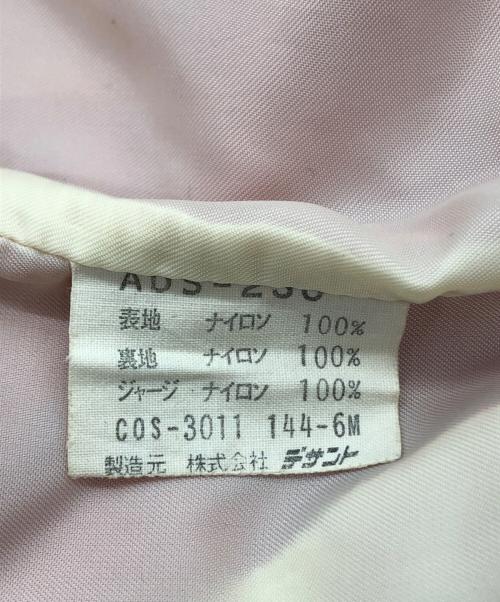 ADS-230
表地 ナイロン 100%
裏地 ナイロン 100%
ジャージ ナイロン 100%
COS-3011 144-6M
製造元 株式会社 デサント